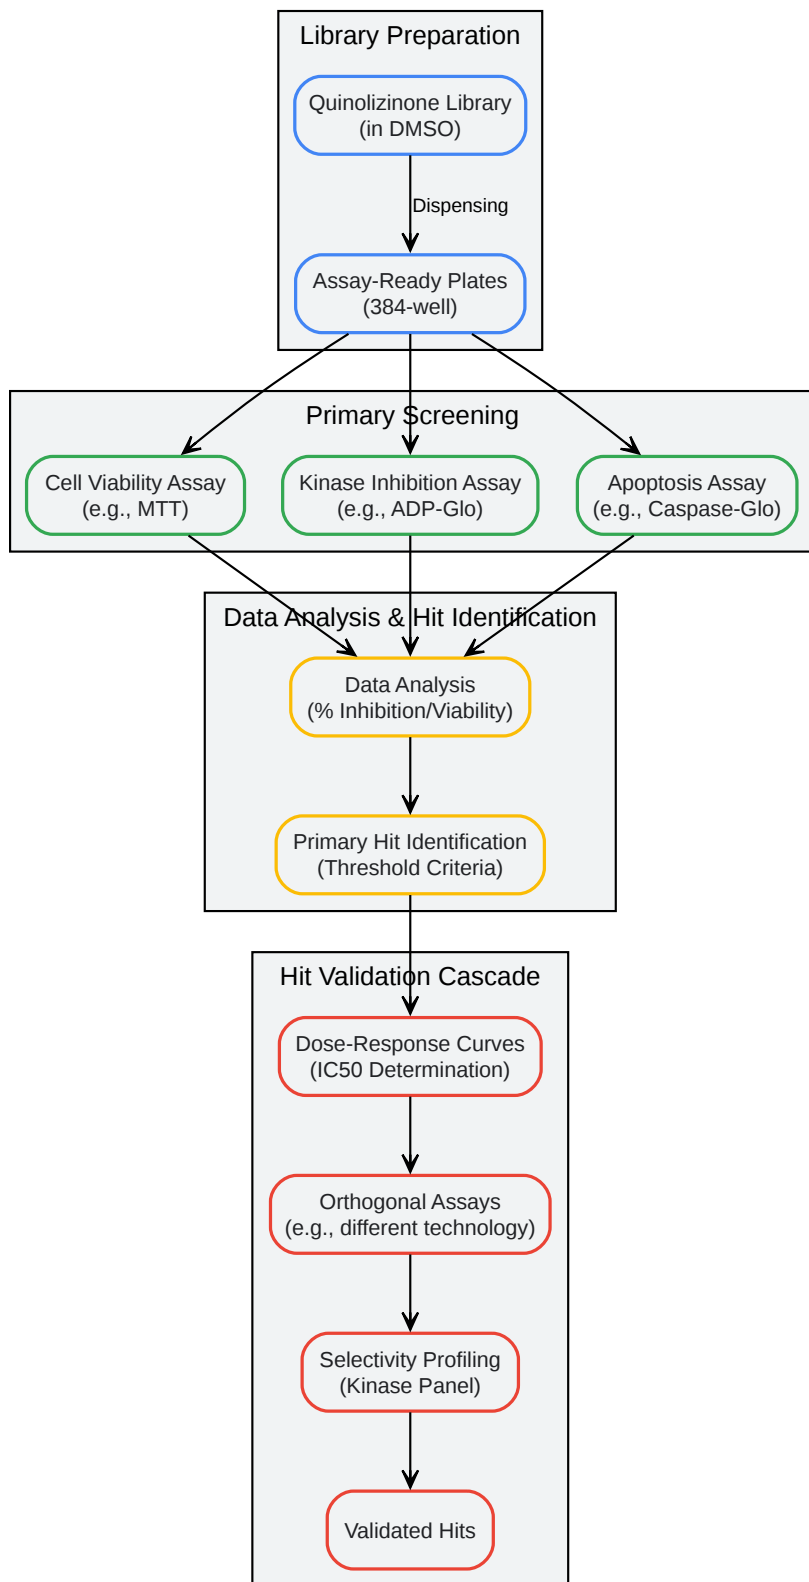 Library Preparation
Quinolizinone Library
(in DMSO)
Dispensing
Assay-Ready Plates
(384-well)
Primary Screening
Cell Viability Assay
(e.g., MTT)
Kinase Inhibition Assay
(e.g., ADP-Glo)
Apoptosis Assay
(e.g., Caspase-Glo)
Data Analysis & Hit Identification
Data Analysis
(% Inhibition/Viability)
Primary Hit Identification
(Threshold Criteria)
Hit Validation Cascade
Dose-Response Curves
(IC50 Determination)
Orthogonal Assays
(e.g., different technology)
Selectivity Profiling
(Kinase Panel)
Validated Hits